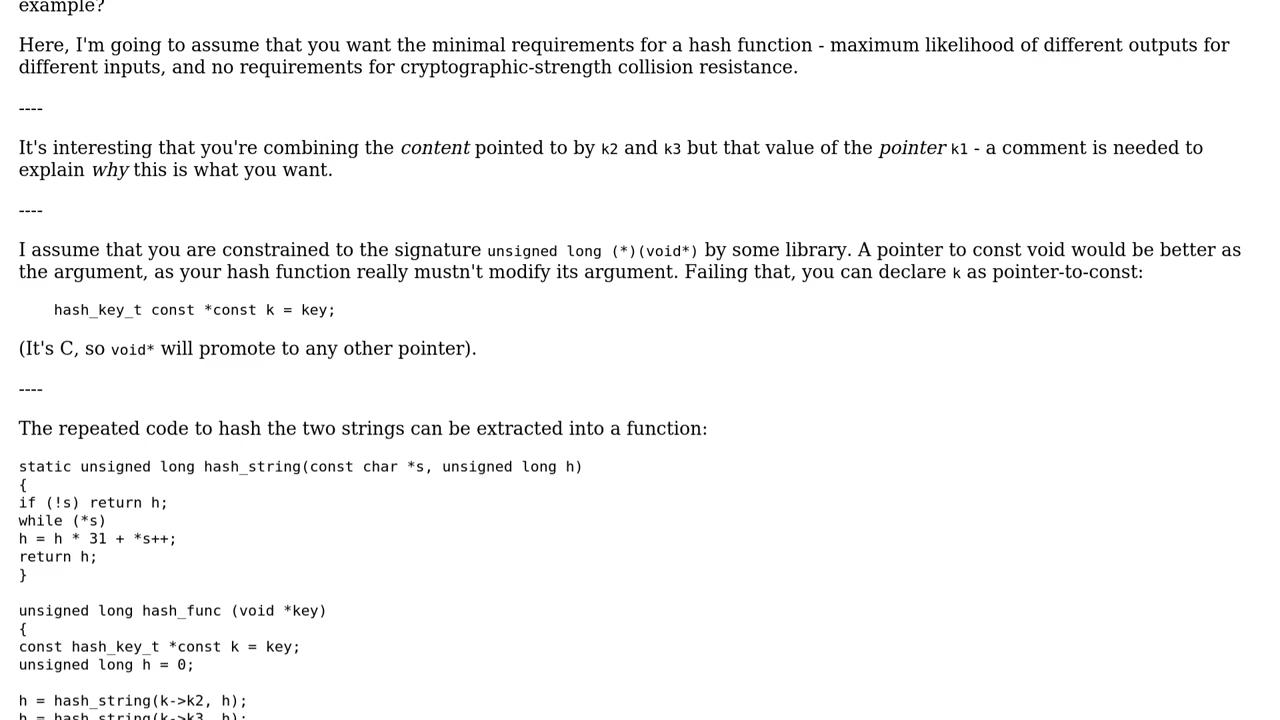 example?
Here, I'm going to assume that you want the minimal requirements for a hash function - maximum likelihood of different outputs for
different inputs, and no requirements for cryptographic-strength collision resistance.
----
It's interesting that you're combining the content pointed to by k2 and k3 but that value of the pointer k1 - a comment is needed to
explain why this is what you want.
----
I assume that you are constrained to the signature unsigned long (*)(void*) by some library. A pointer to const void would be better as
the argument, as your hash function really mustn't modify its argument. Failing that, you can declare k as pointer-to-const:
    hash_key_t const *const k = key;
(It's C, so void* will promote to any other pointer).
----
The repeated code to hash the two strings can be extracted into a function:
static unsigned long hash_string(const char *s, unsigned long h)
{
if (!s) return h;
while (*s)
h = h * 31 + *s++;
return h;
}
unsigned long hash_func (void *key)
{
const hash_key_t *const k = key;
unsigned long h = 0;
h = hash_string(k->k2, h);
h = hash_string(k->k3, h);